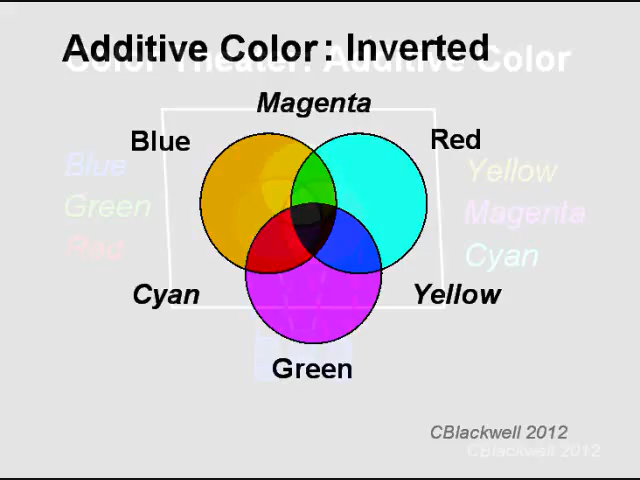 Additive Color: Inverted
Color Theater: Additive Color
Magenta
Blue
Red
Blue
Yellow
Green
Magenta
Red
Cyan
Cyan
Yellow
Green
CBlackwell 2012
CBlackwell 2012